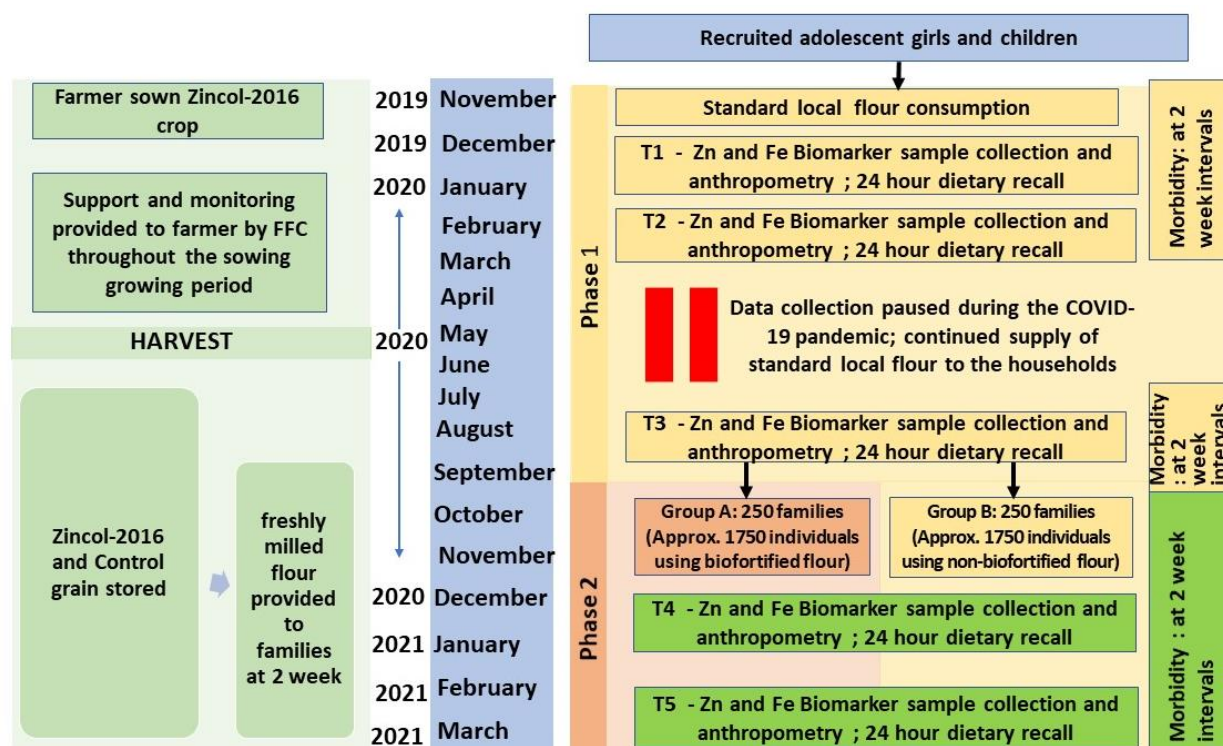 Recruited adolescent girls and children
Farmer sown Zincol-2016
crop
Support and monitoring
provided to farmer by FFC
throughout the sowing
growing period
HARVEST
Zincol-2016
and Control
grain stored
freshly
milled
flour
provided
to
families
at 2 week
2019 November
2019 December
2020 January
February
March
April
2020 May
June
July
August
September
October
November
2020 December
2021 January
2021 February
2021 March
Phase 1
Standard local flour consumption
T1 - Zn and Fe Biomarker sample collection and
anthropometry ; 24 hour dietary recall
T2 - Zn and Fe Biomarker sample collection and
anthropometry ; 24 hour dietary recall
Data collection paused during the COVID-
19 pandemic; continued supply of
standard local flour to the households
T3 - Zn and Fe Biomarker sample collection and
anthropometry ; 24 hour dietary recall
Phase 2
Group A: 250 families
(Approx. 1750 individuals
using biofortified flour)
Group B: 250 families
(Approx. 1750 individuals
using non-biofortified flour)
T4 - Zn and Fe Biomarker sample collection and
anthropometry ; 24 hour dietary recall
T5 - Zn and Fe Biomarker sample collection and
anthropometry ; 24 hour dietary recall
Morbidity: at 2
week intervals
Morbidity
: at 2
week
intervals
Morbidity : at 2 week
intervals